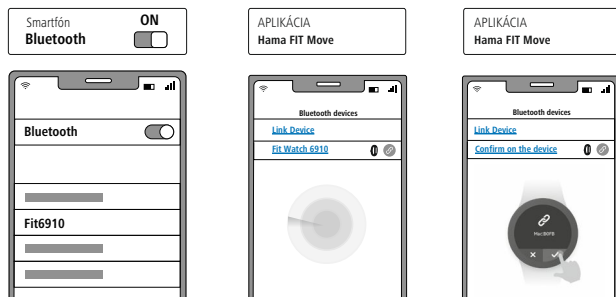 Smartfón
Bluetooth
ON
Bluetooth
Fit6910
APLIKÁCIA
Hama FIT Move
Bluetooth devices
Link Device
Fit Watch 6910
APLIKÁCIA
Hama FIT Move
Bluetooth devices
Link Device
Confirm on the device